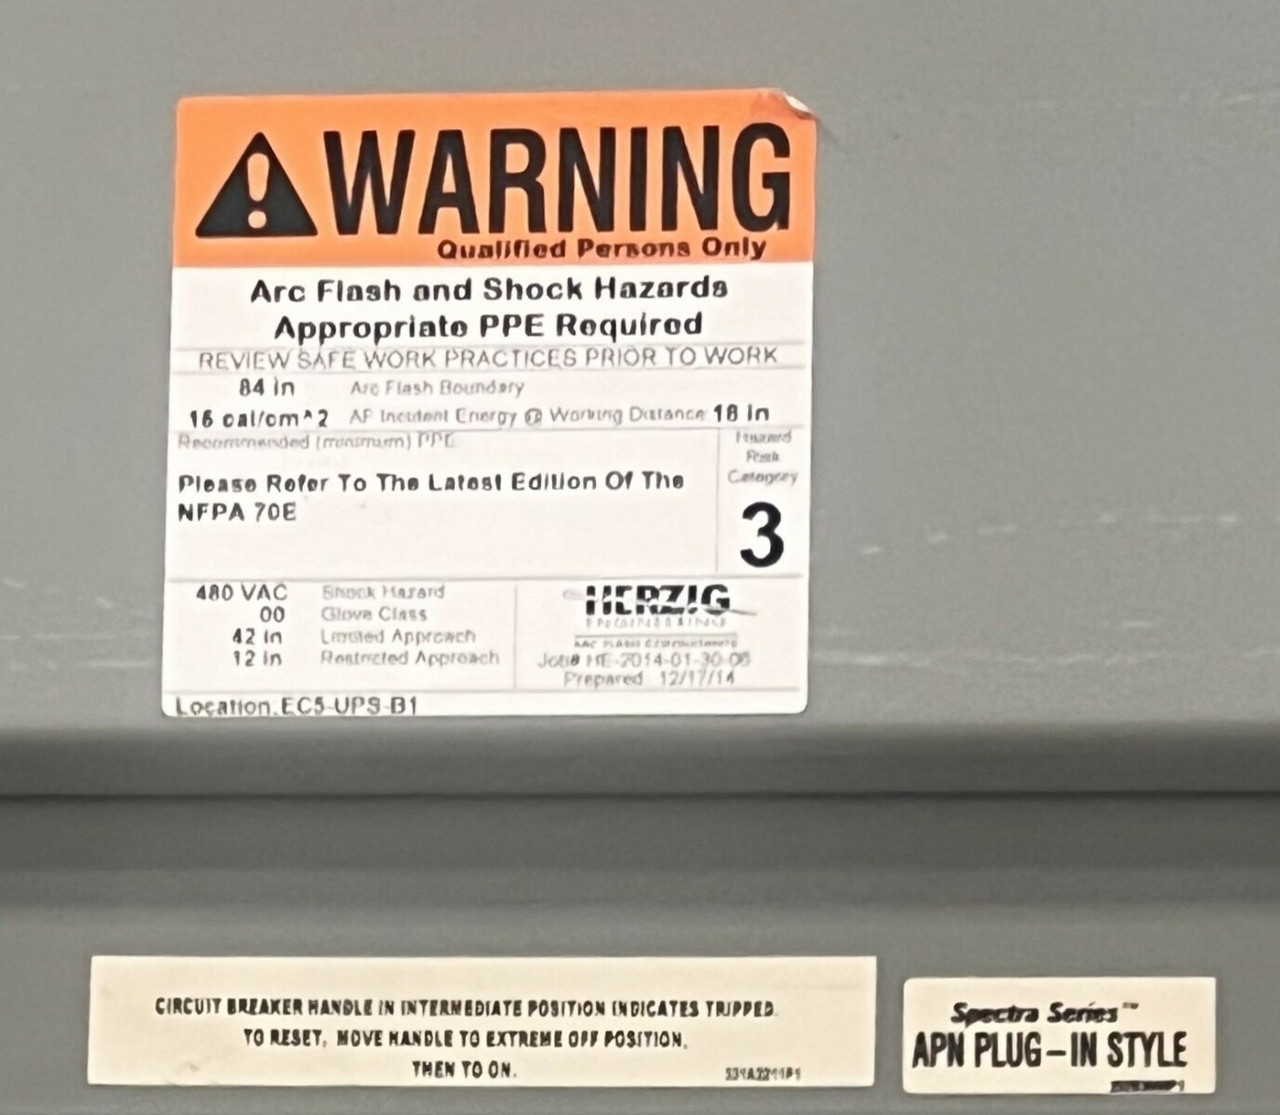 WARNING
Qualified Persons Only
Arc Flash and Shock Hazards
Appropriate PPE Required
REVIEW SAFE WORK PRACTICES PRIOR TO WORK
84 in Arc Flash Boundary
16 cal/cm^2 AF Incident Energy @ Working Distance 18 in
Recommended (minimum) PPE
Hazard
Category
Please Refer To The Latest Edition Of The
NFPA 70E
3
480 VAC Shock Hazard
00 Glove Class
42 in Limited Approach
12 in Restricted Approach
HERZIG
ENGINEERING
Job# HE-2014-01-30-06
Prepared 12/17/14
Location: EC5-UPS-B1
CIRCUIT BREAKER HANDLE IN INTERMEDIATE POSITION INDICATES TRIPPED.
TO RESET, MOVE HANDLE TO EXTREME OFF POSITION,
THEN TO ON.
Spectra Series™
APN PLUG-IN STYLE